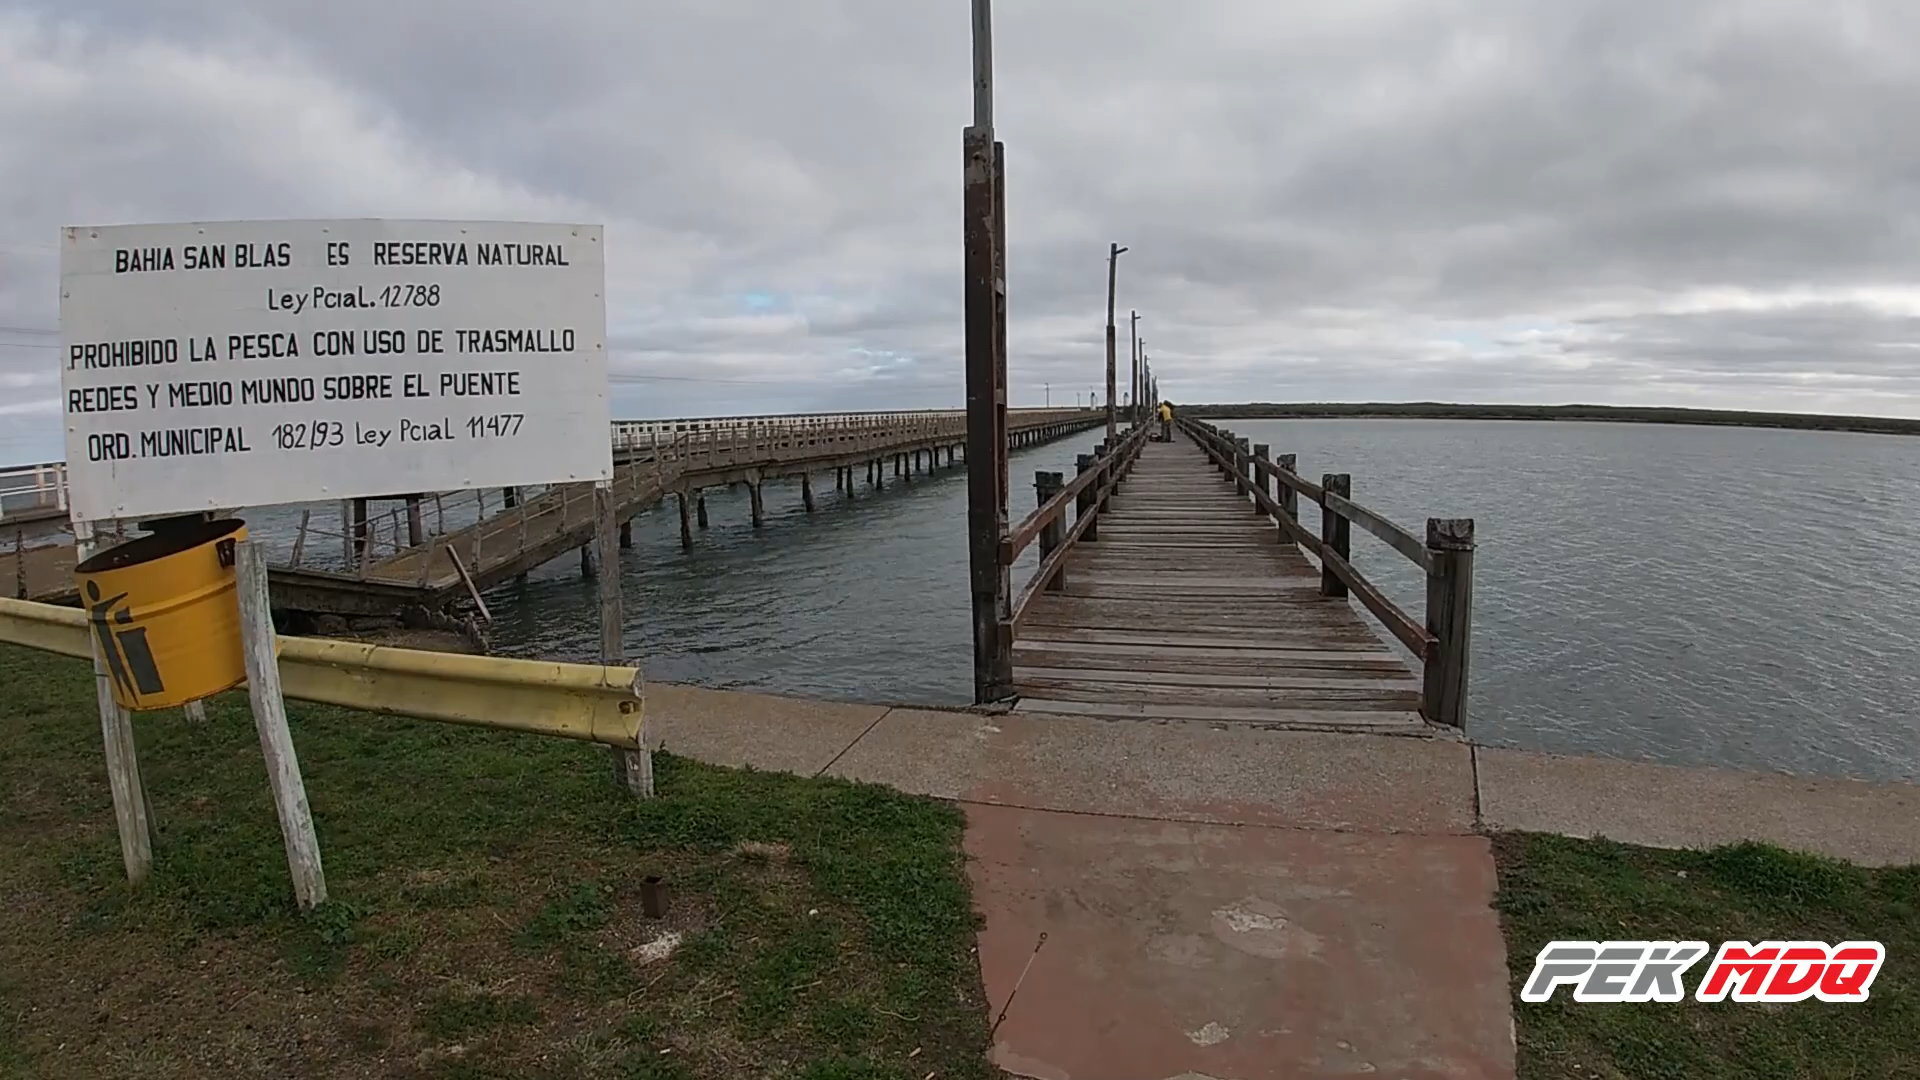 BAHIA SAN BLAS ES RESERVA NATURAL
Ley Pcial. 12788
PROHIBIDO LA PESCA CON USO DE TRASMALLO
REDES Y MEDIO MUNDO SOBRE EL PUENTE
ORD. MUNICIPAL 182/93 Ley Pcial 11477
PEK MDQ